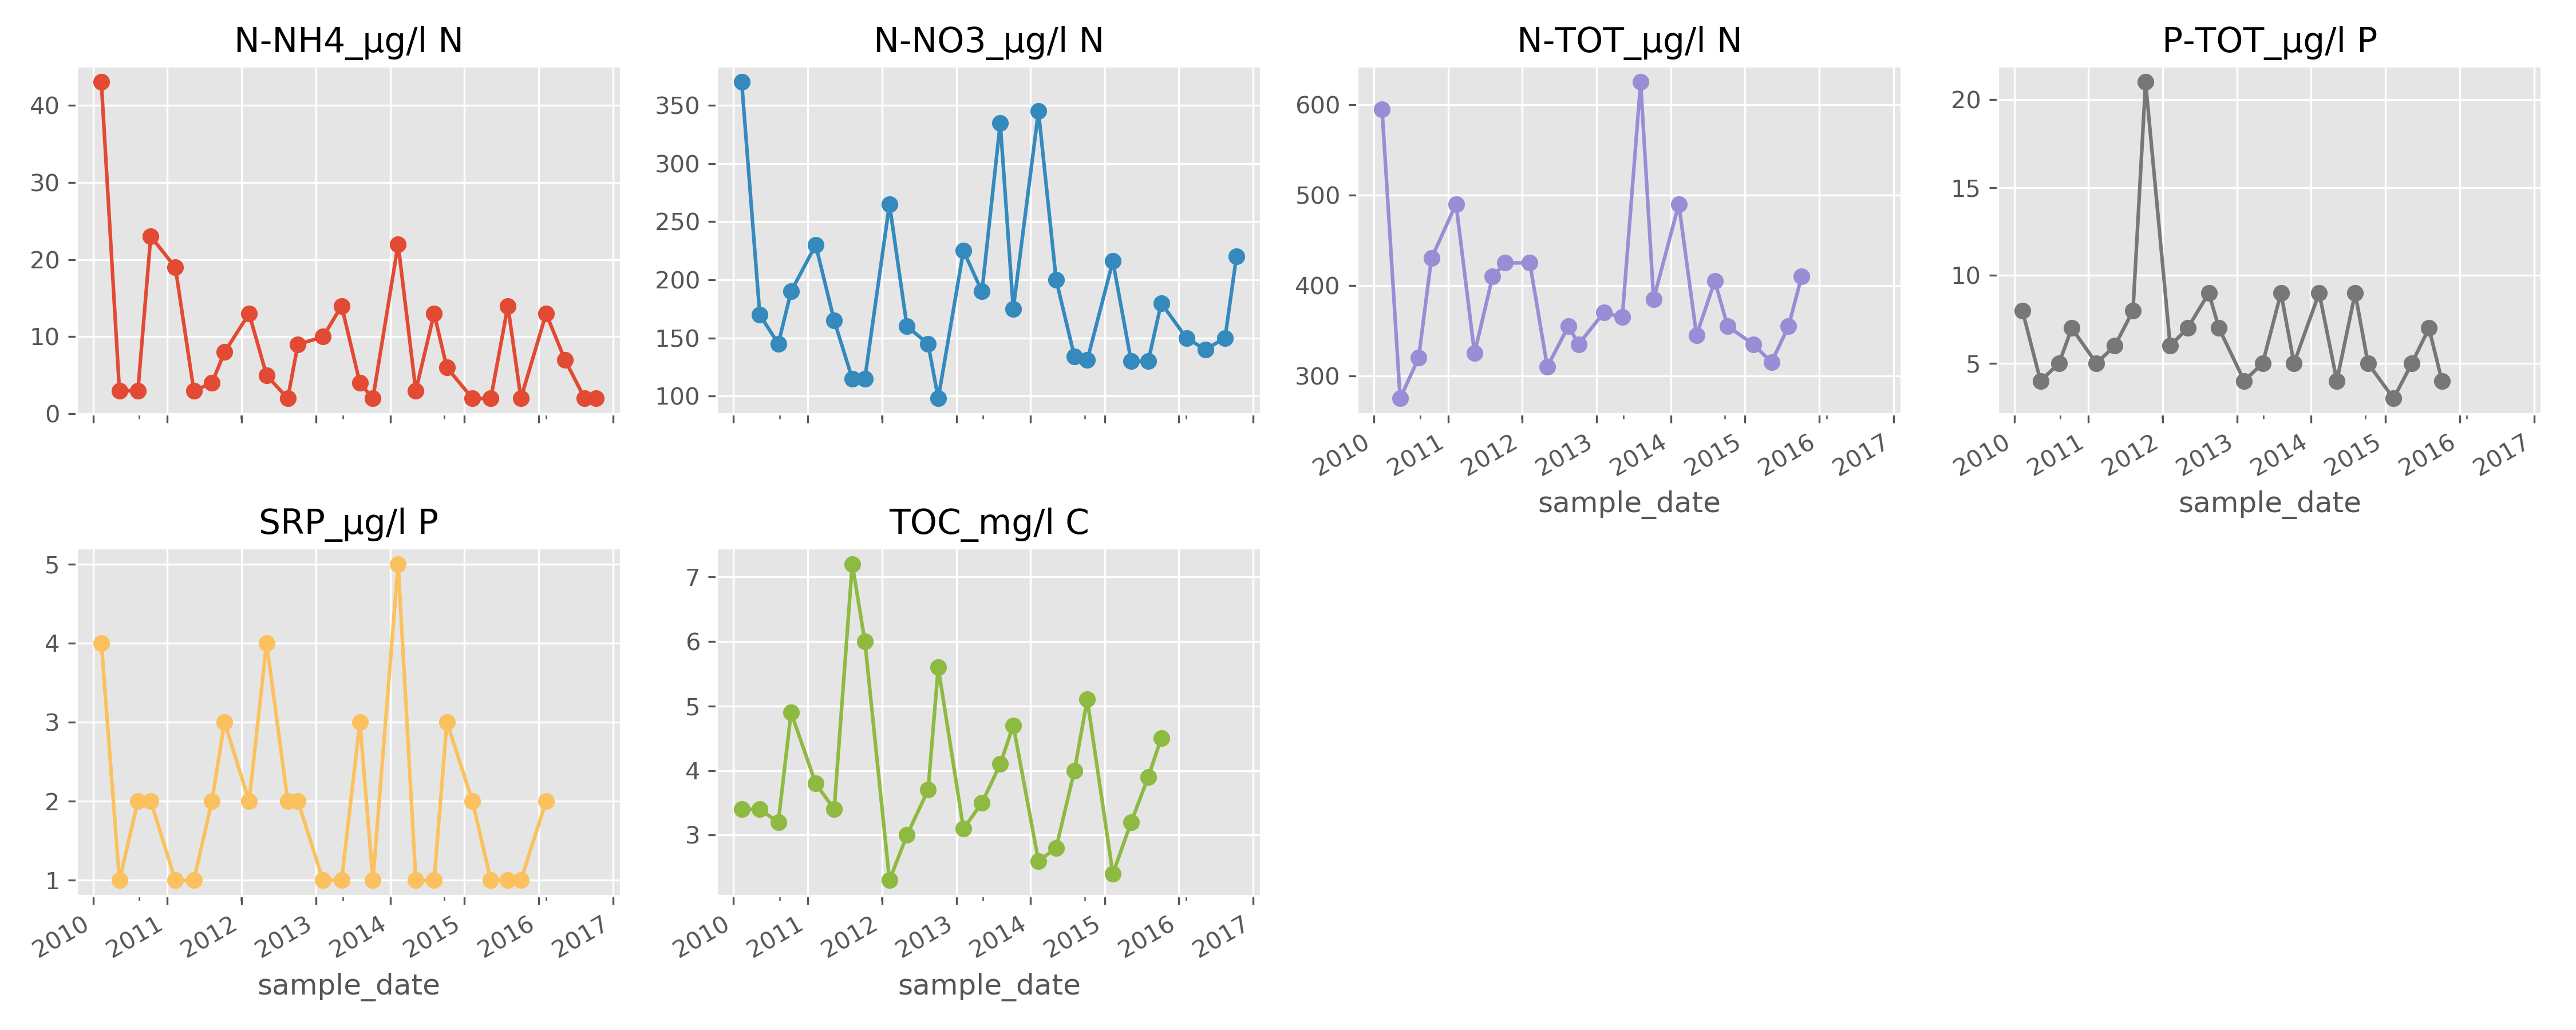 N-NH4_µg/l N
40
30
20
10
0
N-NO3_µg/l N
350
300
250
200
150
100
N-TOT_µg/l N
600
500
400
300
2010 2011 2012 2013 2014 2015 2016 2017
sample_date
P-TOT_µg/l P
20
15
10
5
2010 2011 2012 2013 2014 2015 2016 2017
sample_date
SRP_µg/l P
5
4
3
2
1
2010 2011 2012 2013 2014 2015 2016 2017
sample_date
TOC_mg/l C
7
6
5
4
3
2010 2011 2012 2013 2014 2015 2016 2017
sample_date